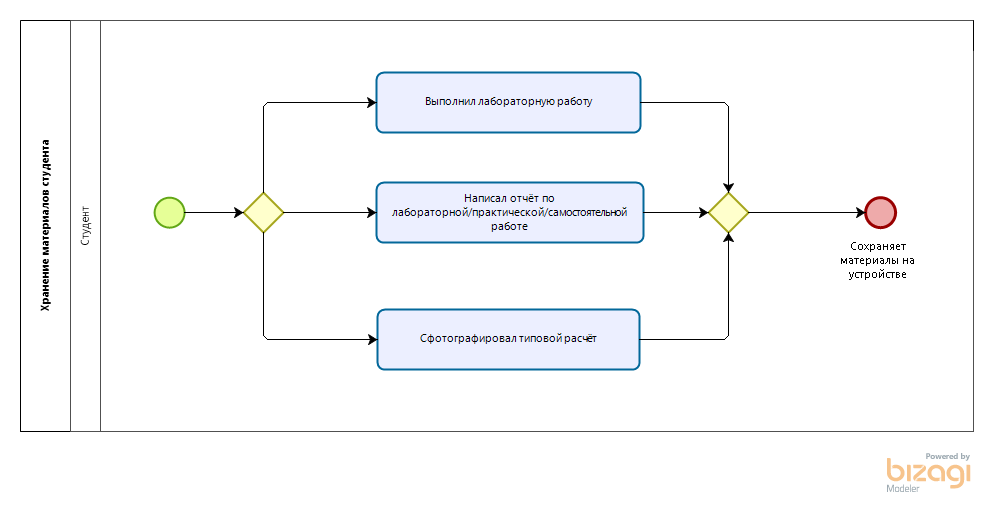 Хранение материалов студента
Студент
Выполнил лабораторную работу
Написал отчёт по
лабораторной/практической/самостоятельной
работе
Сфотографировал типовой расчёт
Сохраняет
материалы на
устройстве
Powered by
bizagi
Modeler